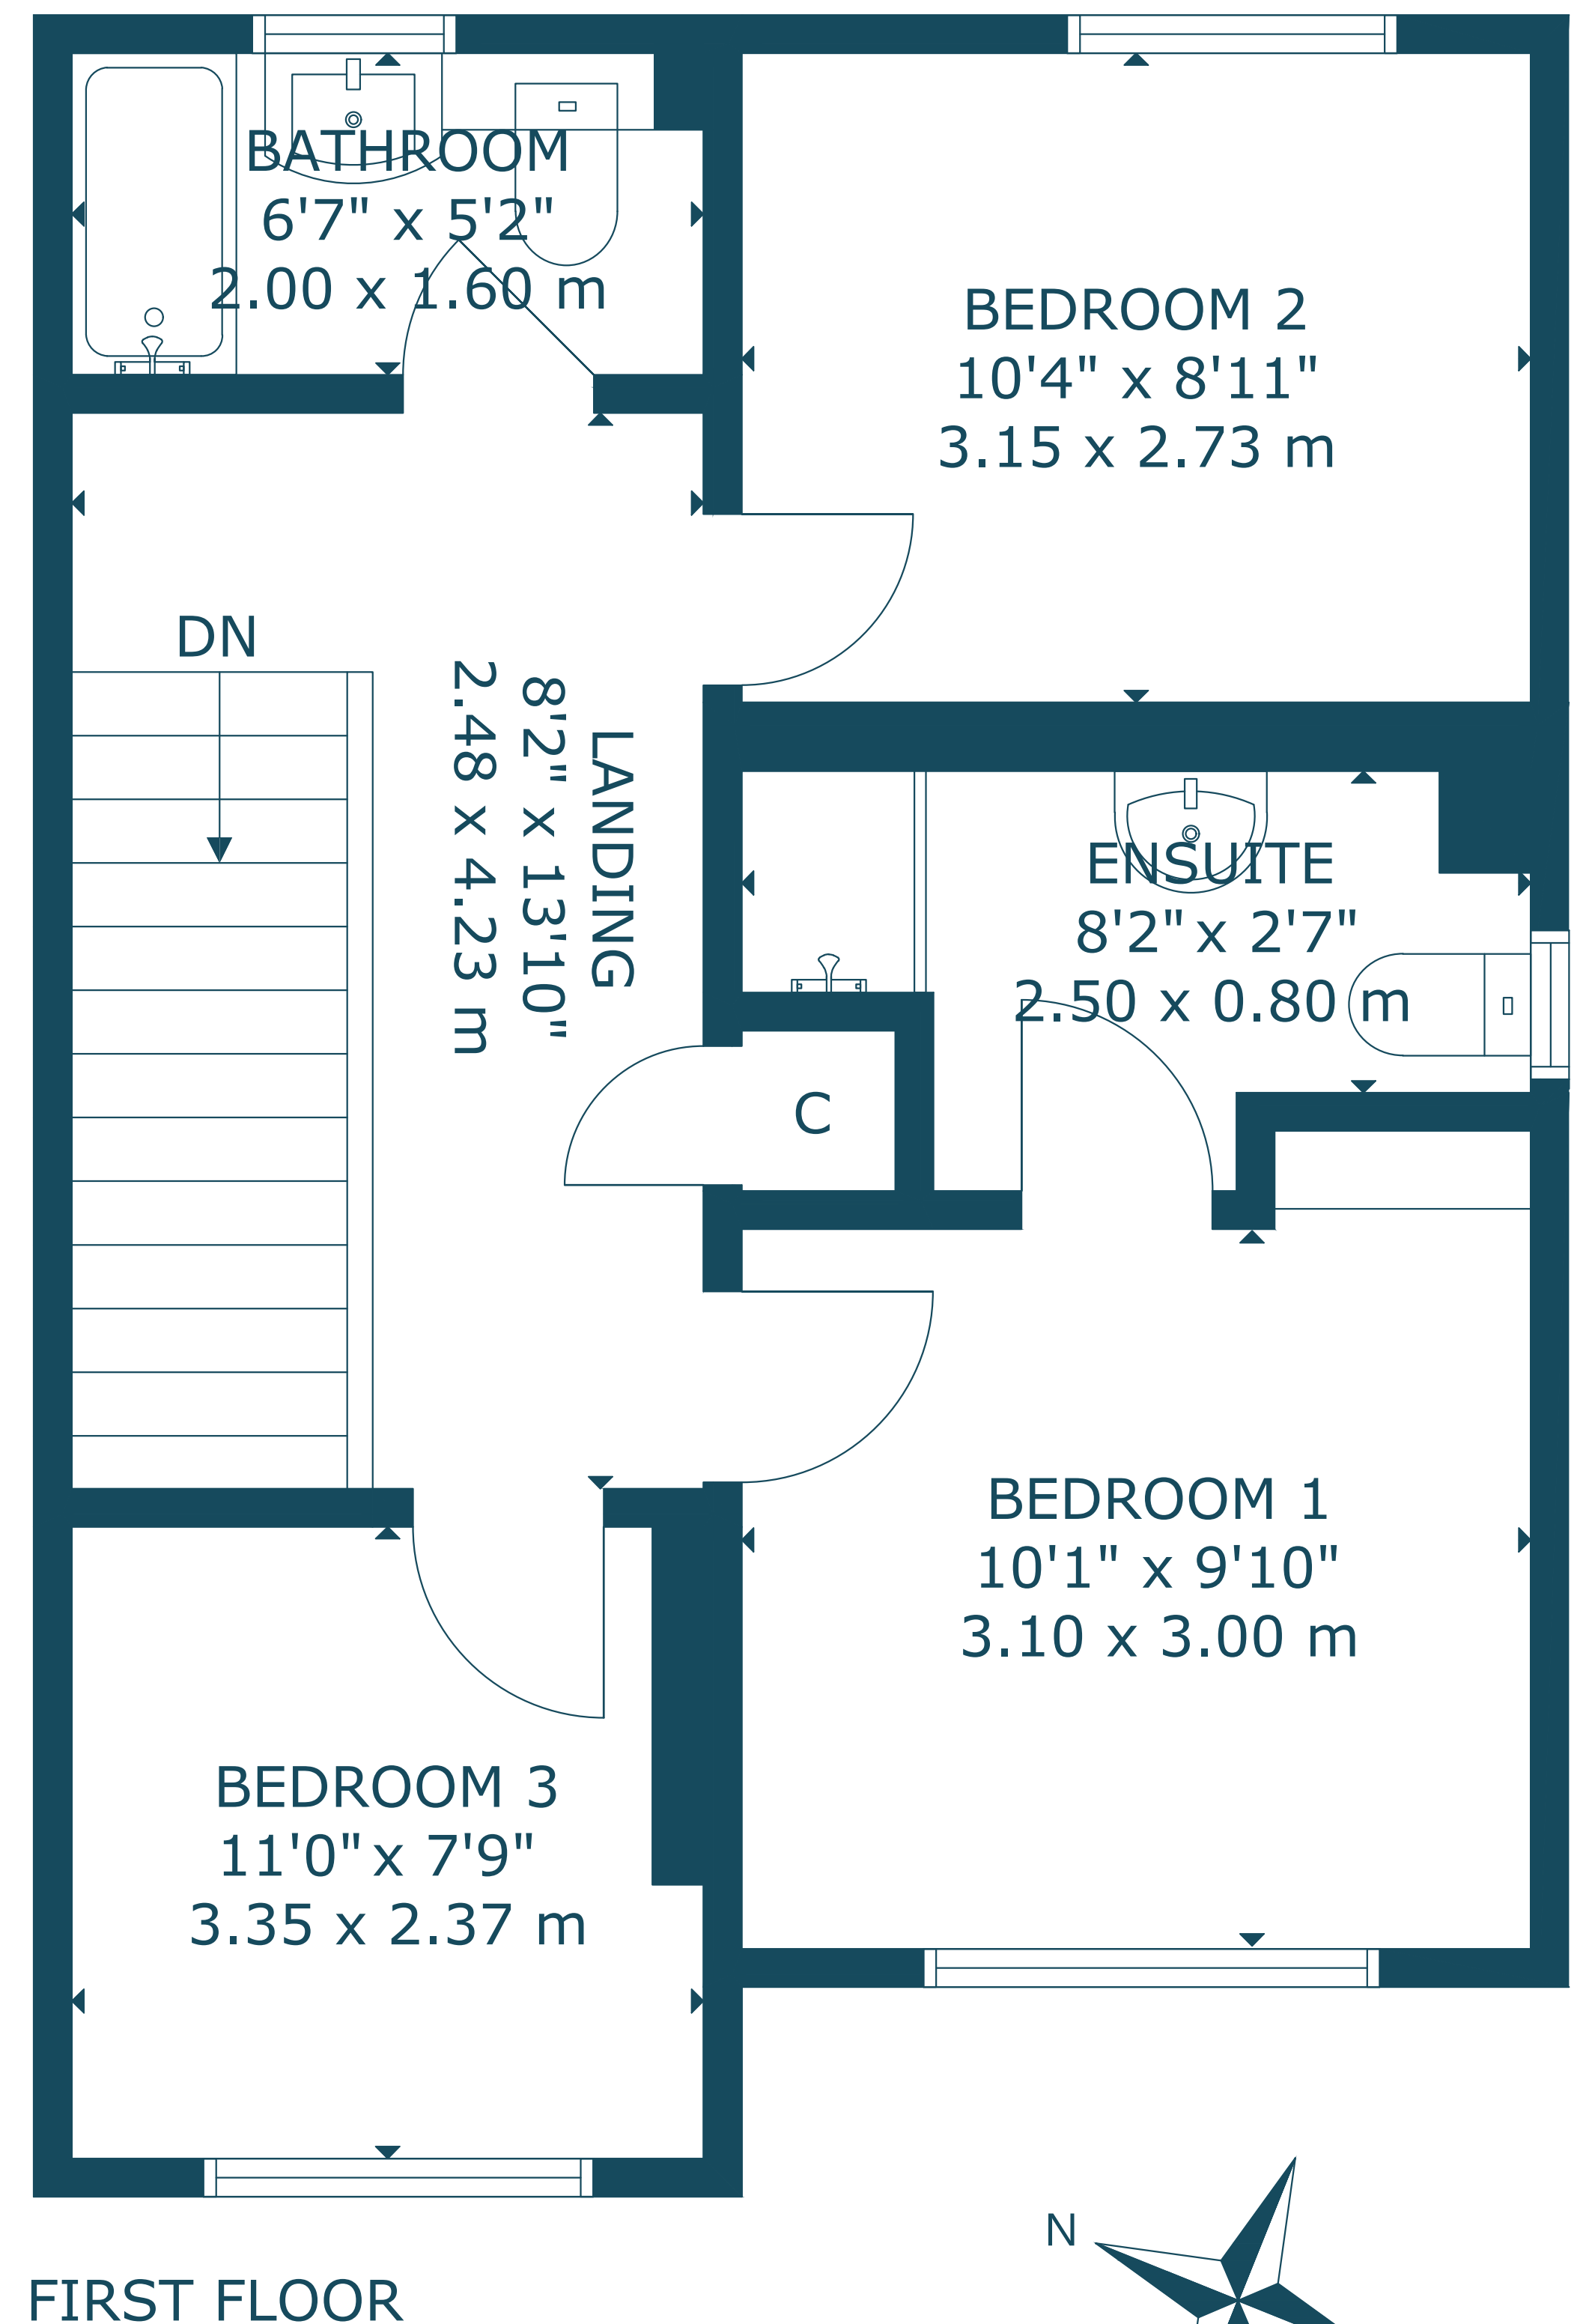 BATHROOM
6'7" x 5'2"
2.00 x 1.60 m
BEDROOM 2
10'4" x 8'11"
3.15 x 2.73 m
DN
LANDING
8'2" x 13'10"
2.48 x 4.23 m
ENSUITE
8'2" x 2'7"
2.50 x 0.80 m
C
BEDROOM 1
10'1" x 9'10"
3.10 x 3.00 m
BEDROOM 3
11'0" x 7'9"
3.35 x 2.37 m
N
FIRST FLOOR